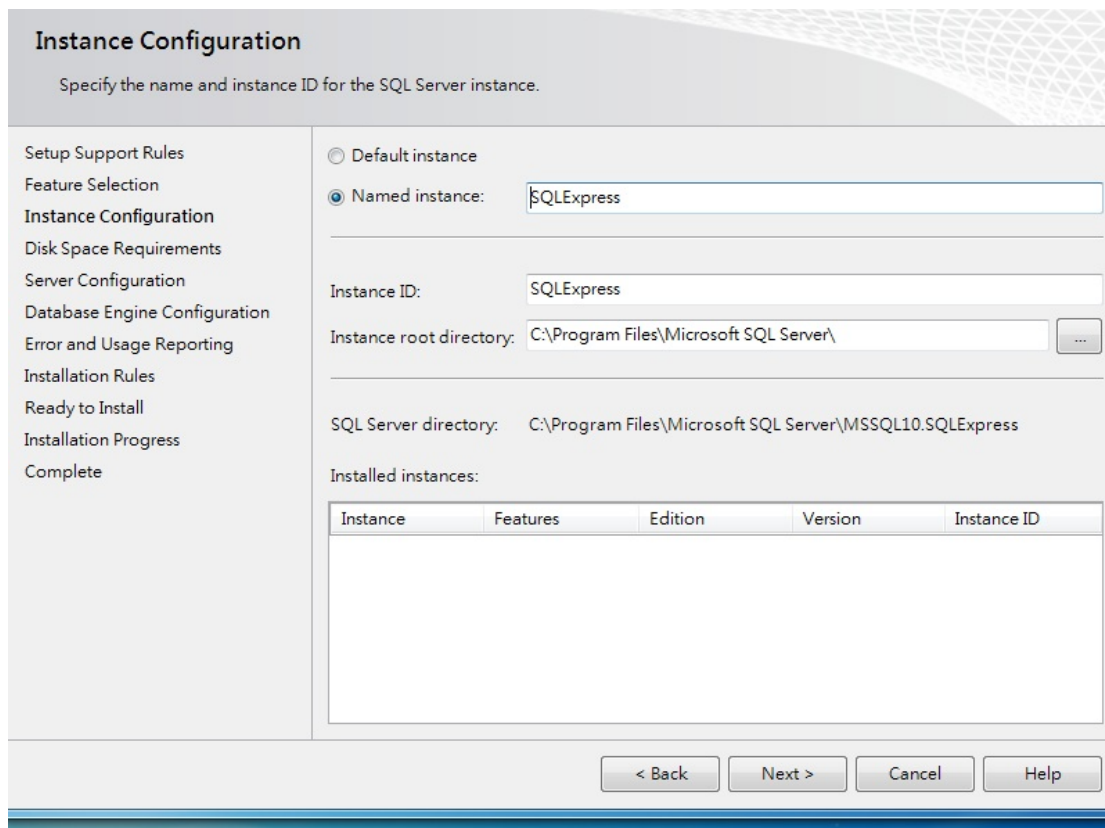 Instance Configuration
Specify the name and instance ID for the SQL Server instance.
Setup Support Rules
Feature Selection
Instance Configuration
Disk Space Requirements
Server Configuration
Database Engine Configuration
Error and Usage Reporting
Installation Rules
Ready to Install
Installation Progress
Complete
Default instance
Named instance: SQLExpress
Instance ID: SQLExpress
Instance root directory: C:\Program Files\Microsoft SQL Server\ ...
SQL Server directory: C:\Program Files\Microsoft SQL Server\MSSQL10.SQLExpress
Installed instances:
Instance Features Edition Version Instance ID
< Back Next > Cancel Help